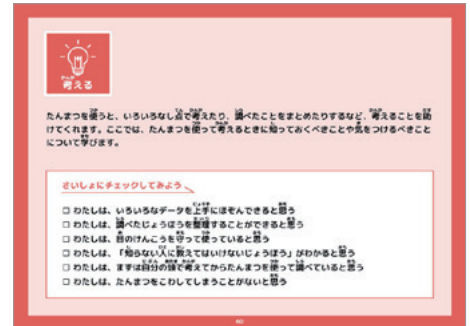 考える
たんまつを使うと、いろいろな点で考えたり、調べたことをまとめたりするなど、考えることを助
けてくれます。ここでは、たんまつを使って考えるときに知っておくべきことや気をつけるべきこと
について学びます。
さいしょにチェックしてみよう
□ わたしは、いろいろなデータを上手にほぞんできると思う
□ わたしは、調べたじょうほうを整理することができると思う
□ わたしは、目のけんこうを守って使っていると思う
□ わたしは、「知らない人に教えてはいけないじょうほう」がわかると思う
□ わたしは、まずは自分の頭で考えてからたんまつを使って調べていると思う
□ わたしは、たんまつをこわしてしまうことがないと思う